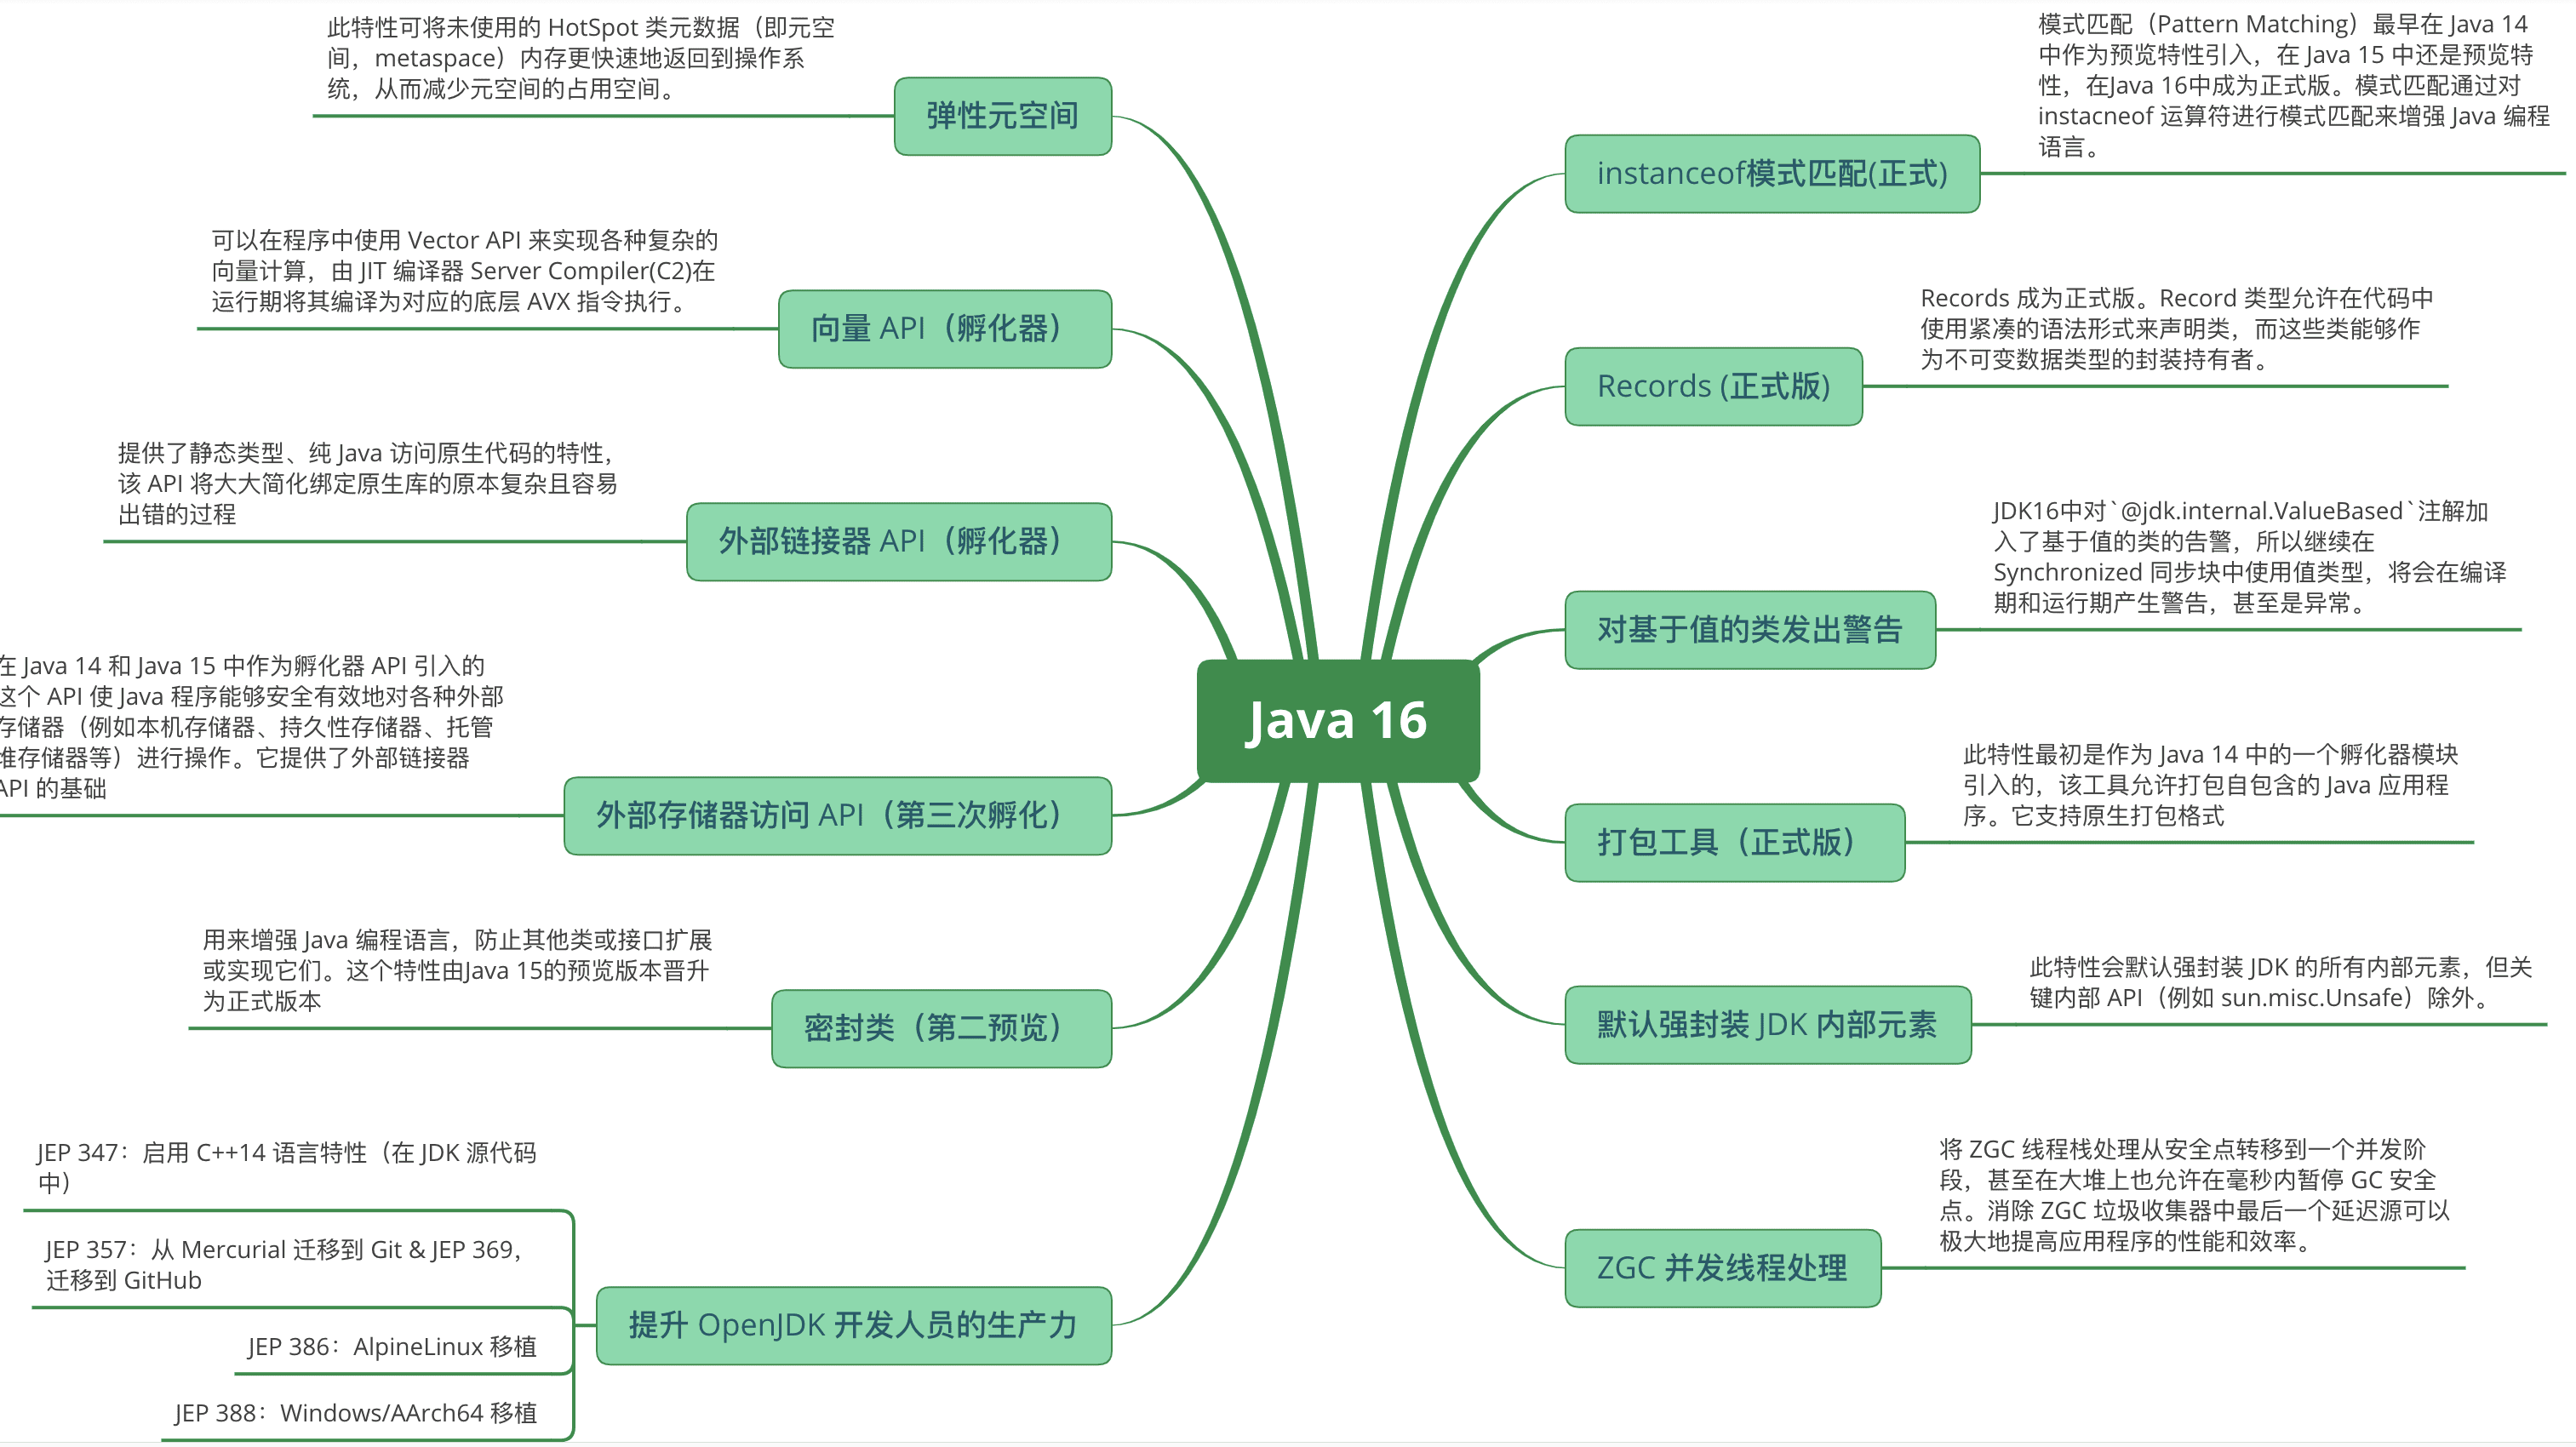 Java 16
弹性元空间
此特性可将未使用的 HotSpot 类元数据（即元空
间，metaspace）内存更快速地返回到操作系
统，从而减少元空间的占用空间。
向量 API（孵化器）
可以在程序中使用 Vector API 来实现各种复杂的
向量计算，由 JIT 编译器 Server Compiler(C2)在
运行期将其编译为对应的底层 AVX 指令执行。
外部链接器 API（孵化器）
提供了静态类型、纯 Java 访问原生代码的特性，
该 API 将大大简化绑定原生库的原本复杂且容易
出错的过程
外部存储器访问 API（第三次孵化）
在 Java 14 和 Java 15 中作为孵化器 API 引入的
这个 API 使 Java 程序能够安全有效地对各种外部
存储器（例如本机存储器、持久性存储器、托管
堆存储器等）进行操作。它提供了外部链接器
API 的基础
密封类（第二预览）
用来增强 Java 编程语言，防止其他类或接口扩展
或实现它们。这个特性由Java 15的预览版本晋升
为正式版本
提升 OpenJDK 开发人员的生产力
JEP 347：启用 C++14 语言特性（在 JDK 源代码
中）
JEP 357：从 Mercurial 迁移到 Git & JEP 369，
迁移到 GitHub
JEP 386：AlpineLinux 移植
JEP 388：Windows/AArch64 移植
instanceof模式匹配(正式)
模式匹配（Pattern Matching）最早在 Java 14
中作为预览特性引入，在 Java 15 中还是预览特
性，在Java 16中成为正式版。模式匹配通过对
instacneof 运算符进行模式匹配来增强 Java 编程
语言。
Records (正式版)
Records 成为正式版。Record 类型允许在代码中
使用紧凑的语法形式来声明类，而这些类能够作
为不可变数据类型的封装持有者。
对基于值的类发出警告
JDK16中对`@jdk.internal.ValueBased`注解加
入了基于值的类的告警，所以继续在
Synchronized 同步块中使用值类型，将会在编译
期和运行期产生警告，甚至是异常。
打包工具（正式版）
此特性最初是作为 Java 14 中的一个孵化器模块
引入的，该工具允许打包自包含的 Java 应用程
序。它支持原生打包格式
默认强封装 JDK 内部元素
此特性会默认强封装 JDK 的所有内部元素，但关
键内部 API（例如 sun.misc.Unsafe）除外。
ZGC 并发线程处理
将 ZGC 线程栈处理从安全点转移到一个并发阶
段，甚至在大堆上也允许在毫秒内暂停 GC 安全
点。消除 ZGC 垃圾收集器中最后一个延迟源可以
极大地提高应用程序的性能和效率。